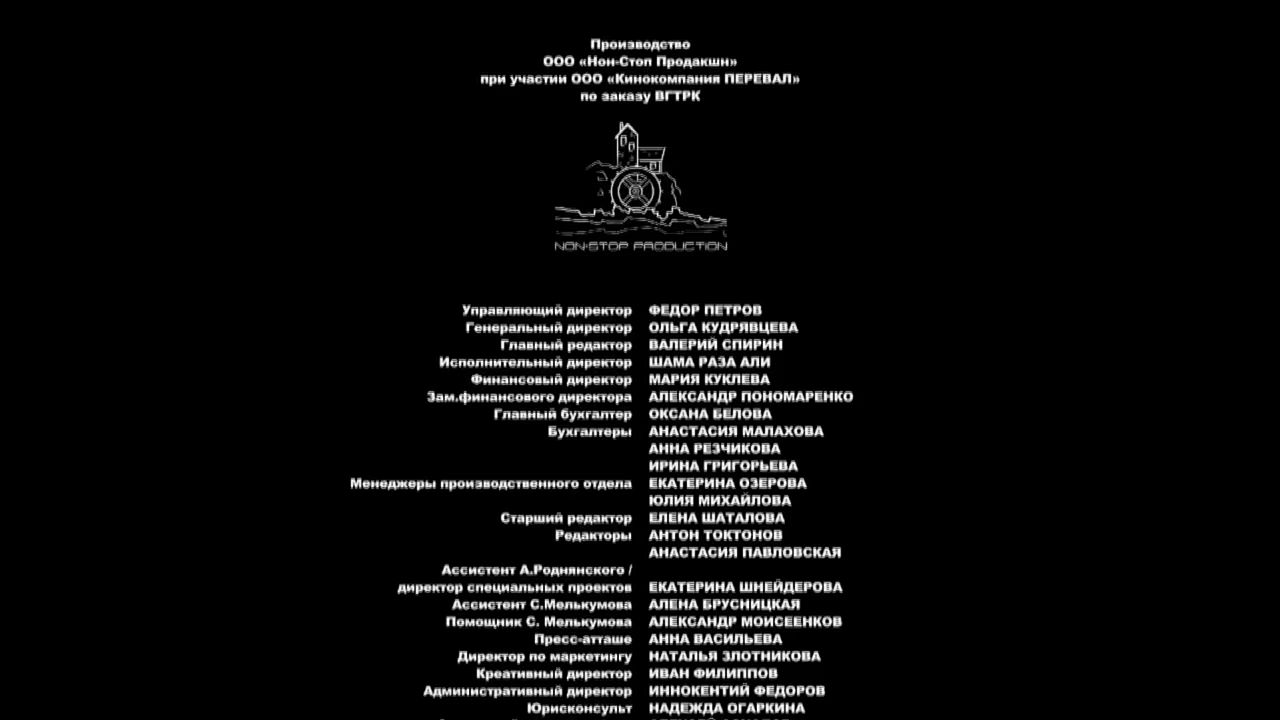 Производство
ООО «Нон-Стоп Продакшн»
при участии ООО «Кинокомпания ПЕРЕВАЛ»
по заказу ВГТРК
NON-STOP PRODUCTION
Управляющий директор ФЕДОР ПЕТРОВ
Генеральный директор ОЛЬГА КУДРЯВЦЕВА
Главный редактор ВАЛЕРИЙ СПИРИН
Исполнительный директор ШАМА РАЗА АЛИ
Финансовый директор МАРИЯ КУКЛЕВА
Зам.финансового директора АЛЕКСАНДР ПОНОМАРЕНКО
Главный бухгалтер ОКСАНА БЕЛОВА
Бухгалтеры АНАСТАСИЯ МАЛАХОВА
АННА РЕЗЧИКОВА
ИРИНА ГРИГОРЬЕВА
Менеджеры производственного отдела ЕКАТЕРИНА ОЗЕРОВА
ЮЛИЯ МИХАЙЛОВА
Старший редактор ЕЛЕНА ШАТАЛОВА
Редакторы АНТОН ТОКТОНОВ
АНАСТАСИЯ ПАВЛОВСКАЯ
Ассистент А.Роднянского /
директор специальных проектов ЕКАТЕРИНА ШНЕЙДЕРОВА
Ассистент С.Мелькумова АЛЕНА БРУСНИЦКАЯ
Помощник С. Мелькумова АЛЕКСАНДР МОИСЕЕНКОВ
Пресс-атташе АННА ВАСИЛЬЕВА
Директор по маркетингу НАТАЛЬЯ ЗЛОТНИКОВА
Креативный директор ИВАН ФИЛИППОВ
Административный директор ИННОКЕНТИЙ ФЕДОРОВ
Юрисконсульт НАДЕЖДА ОГАРКИНА